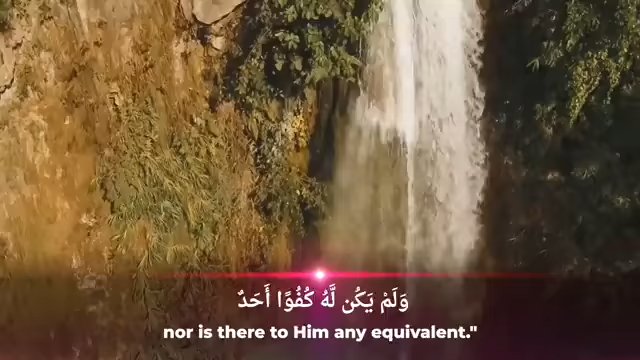 وَلَمْ يَكُن لَّهُ كُفُوًا أَحَدٌ
nor is there to Him any equivalent."